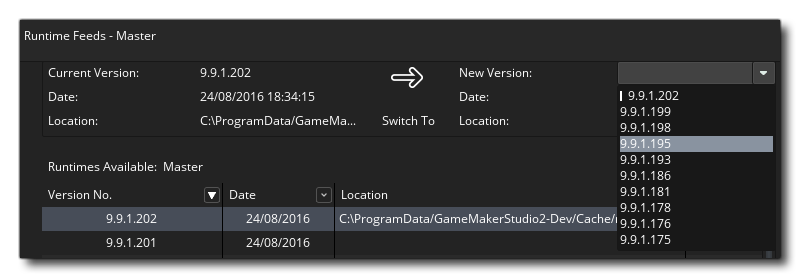 Runtime Feeds - Master
Current Version: 9.9.1.202 New Version:
Date: 24/08/2016 18:34:15 Date:
Location: C:\ProgramData/GameMa... Switch To Location:
9.9.1.202
9.9.1.199
9.9.1.198
9.9.1.195
9.9.1.193
9.9.1.186
9.9.1.181
9.9.1.178
9.9.1.176
9.9.1.175
Runtimes Available: Master
Version No. Date Location
9.9.1.202 24/08/2016 C:\ProgramData/GameMakerStudio2-Dev/Cache/
9.9.1.201 24/08/2016